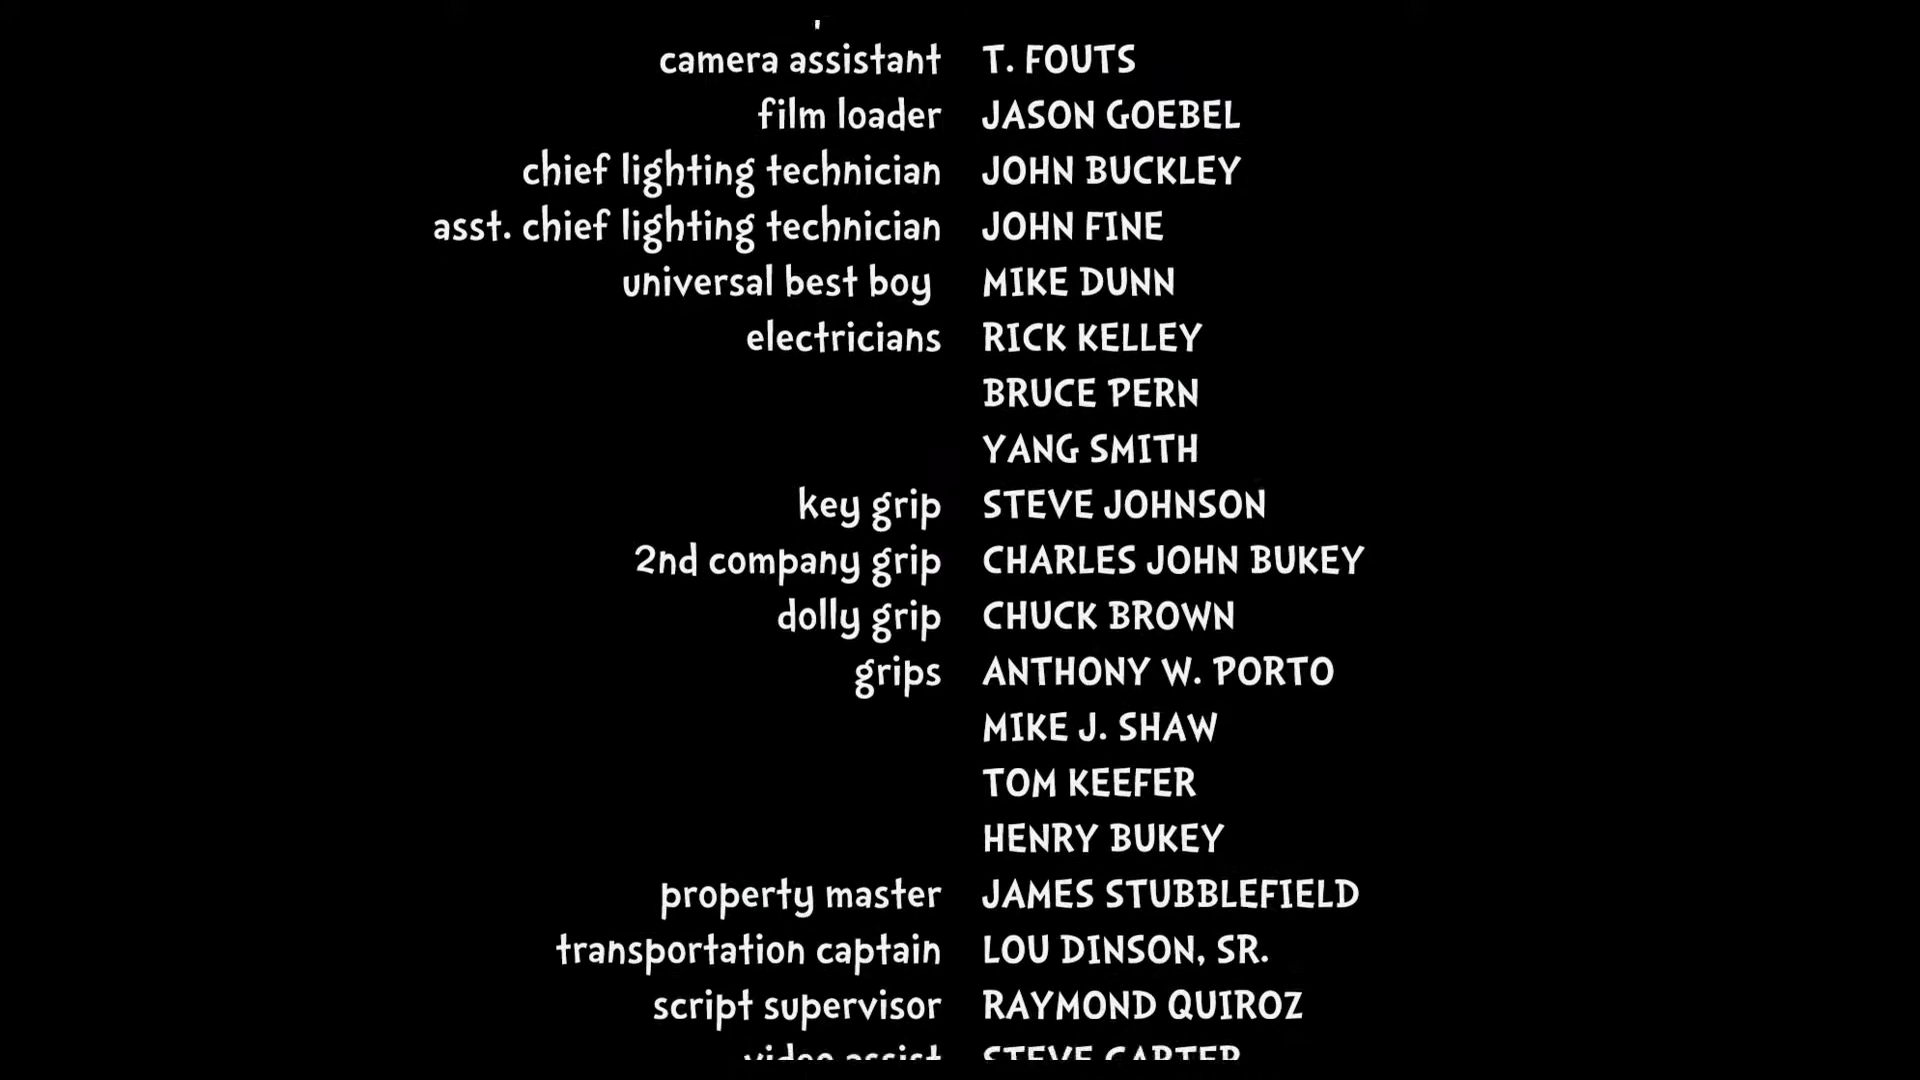 camera assistant T. FOUTS
film loader JASON GOEBEL
chief lighting technician JOHN BUCKLEY
asst. chief lighting technician JOHN FINE
universal best boy MIKE DUNN
electricians RICK KELLEY
BRUCE PERN
YANG SMITH
key grip STEVE JOHNSON
2nd company grip CHARLES JOHN BUKEY
dolly grip CHUCK BROWN
grips ANTHONY W. PORTO
MIKE J. SHAW
TOM KEEFER
HENRY BUKEY
property master JAMES STUBBLEFIELD
transportation captain LOU DINSON, SR.
script supervisor RAYMOND QUIROZ
video assist STEVE CARTER